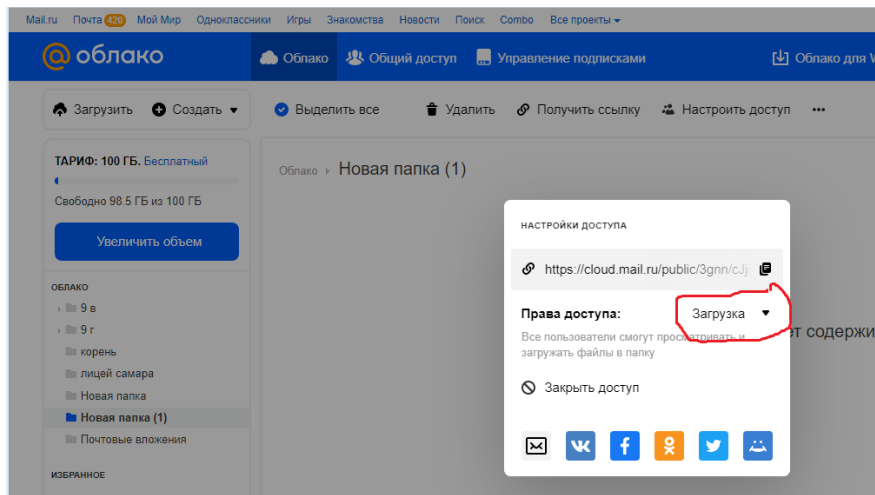 Mail.ru Почта 420 Мой Мир Одноклассники Игры Знакомства Новости Поиск Combo Все проекты
облако Облако Общий доступ Управление подписками Облако для W
Загрузить Создать Выделить все Удалить Получить ссылку Настроить доступ
ТАРИФ: 100 ГБ. Бесплатный
Свободно 98.5 ГБ из 100 ГБ
Увеличить объем
ОБЛАКО
9 в
9 г
корень
лицей самара
Новая папка
Новая папка (1)
Почтовые вложения
ИЗБРАННОЕ
Облако Новая папка (1)
НАСТРОЙКИ ДОСТУПА
https://cloud.mail.ru/public/3gnn/cJj
Права доступа: Загрузка
Все пользователи смогут просматривать и
загружать файлы в папку
ет содержи
Закрыть доступ